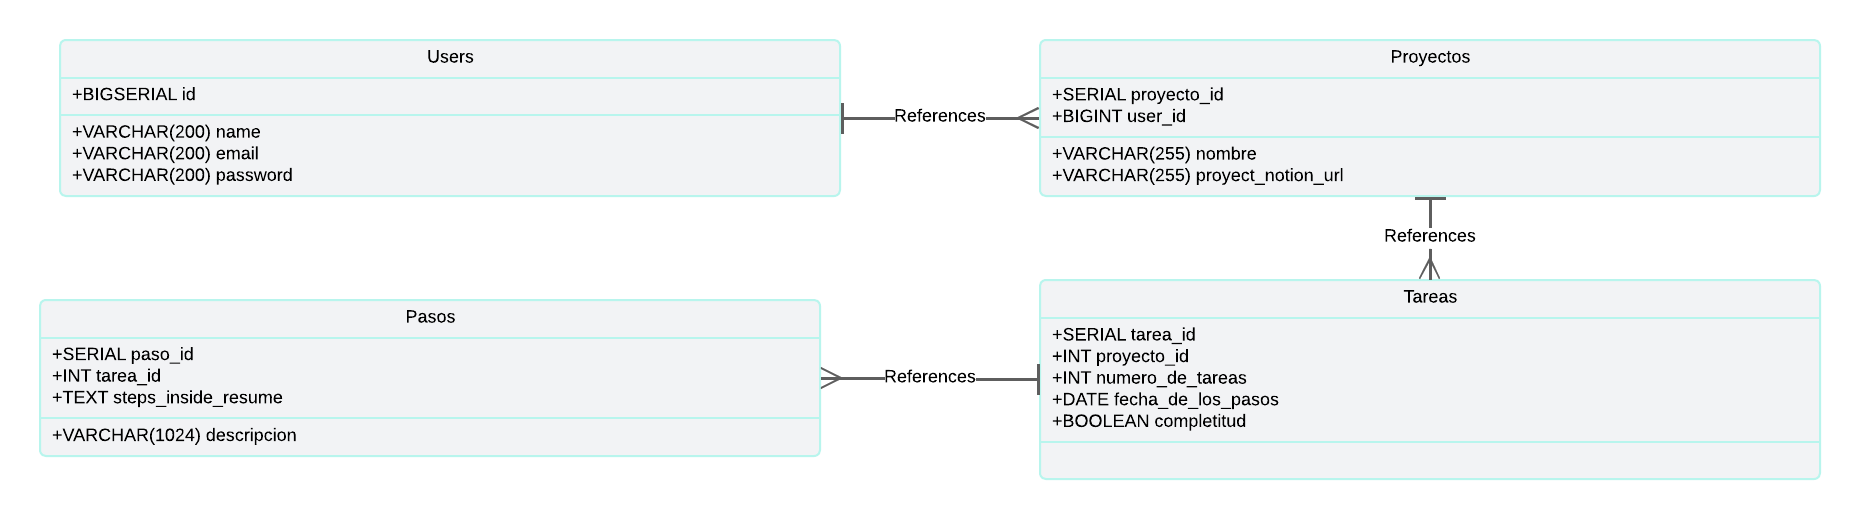 Users
+BIGSERIAL id
+VARCHAR(200) name
+VARCHAR(200) email
+VARCHAR(200) password
References
Proyectos
+SERIAL proyecto_id
+BIGINT user_id
+VARCHAR(255) nombre
+VARCHAR(255) proyect_notion_url
References
Pasos
+SERIAL paso_id
+INT tarea_id
+TEXT steps_inside_resume
+VARCHAR(1024) descripcion
References
Tareas
+SERIAL tarea_id
+INT proyecto_id
+INT numero_de_tareas
+DATE fecha_de_los_pasos
+BOOLEAN completitud